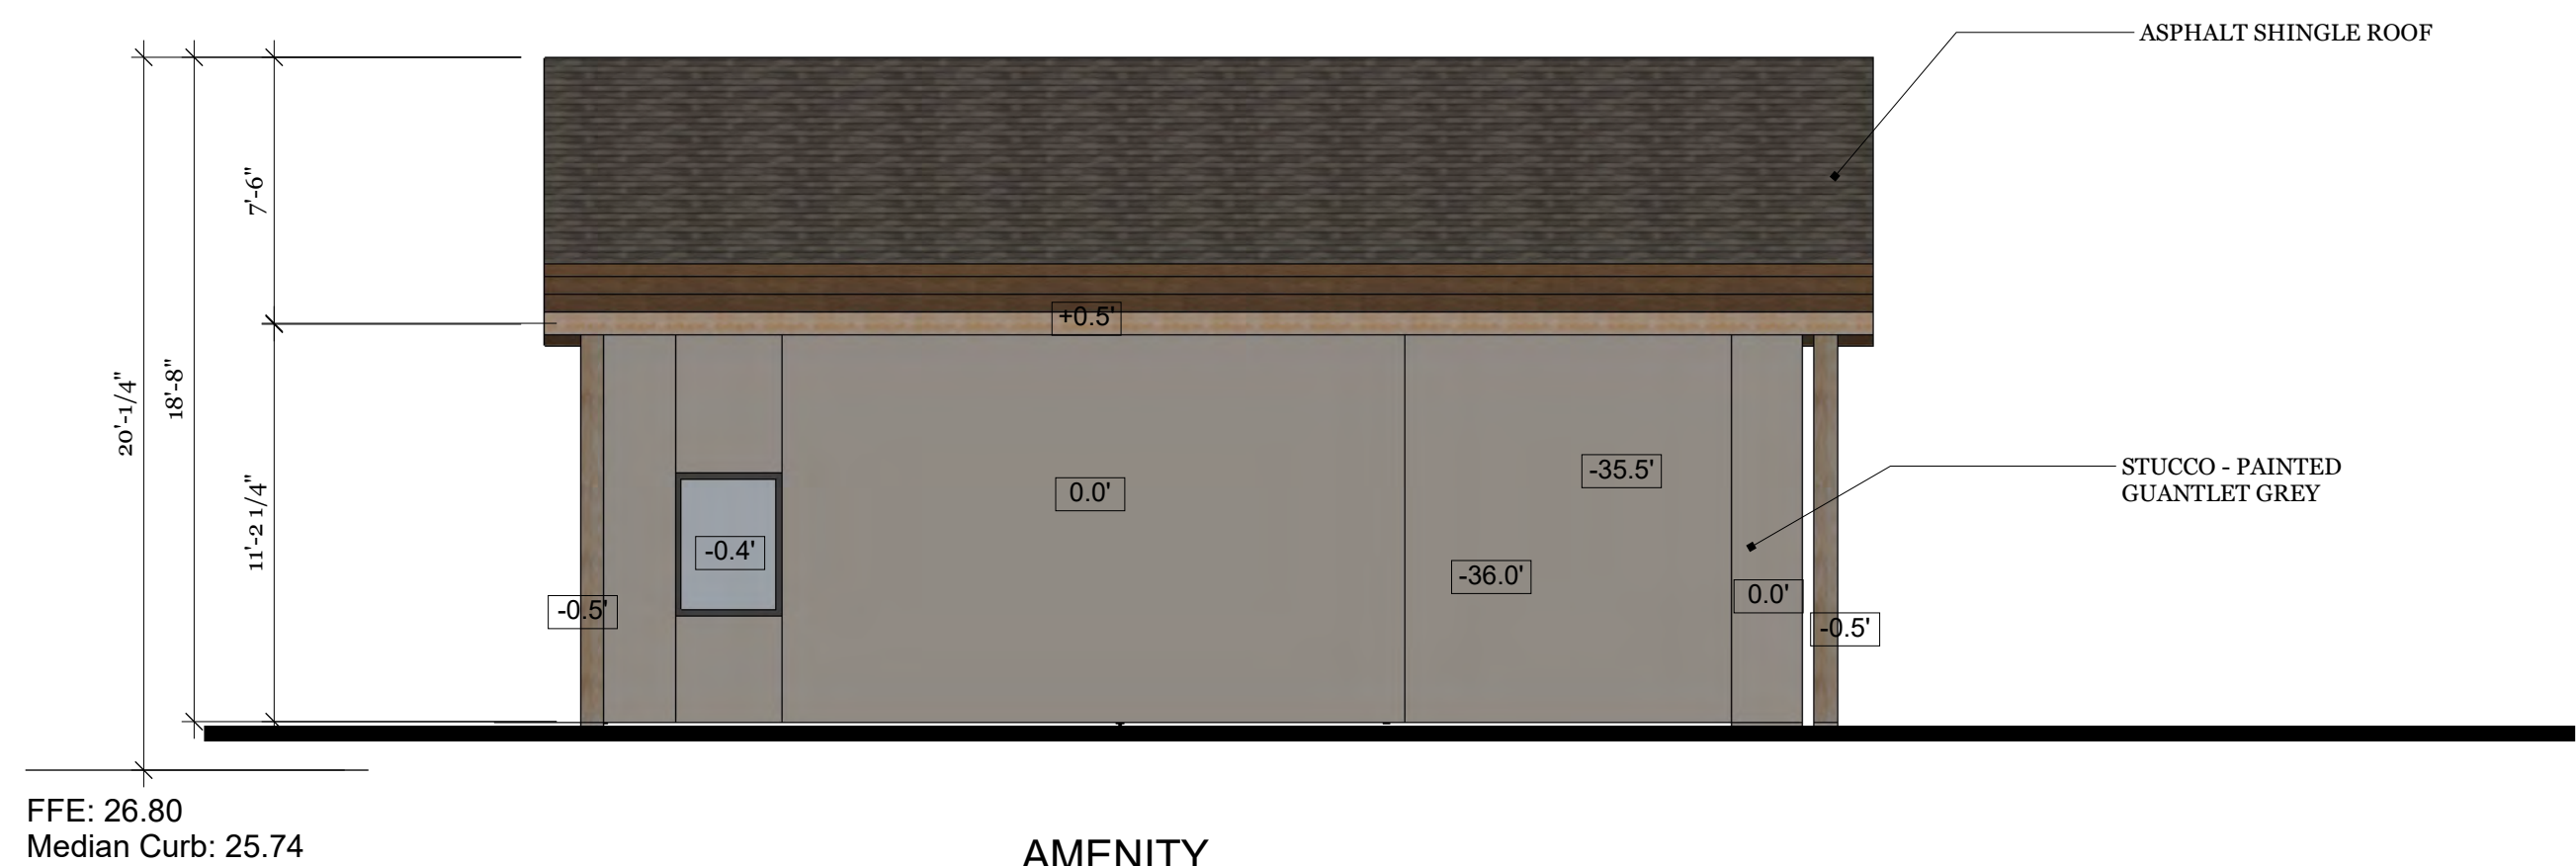 ASPHALT SHINGLE ROOF
7'-6"
+0.5'
20'-1/4"
18'-8"
11'-2 1/4"
-35.5'
STUCCO - PAINTED
GUANTLET GREY
0.0'
-0.4'
-36.0'
0.0'
-0.5'
-0.5'
FFE: 26.80
Median Curb: 25.74
AMENITY